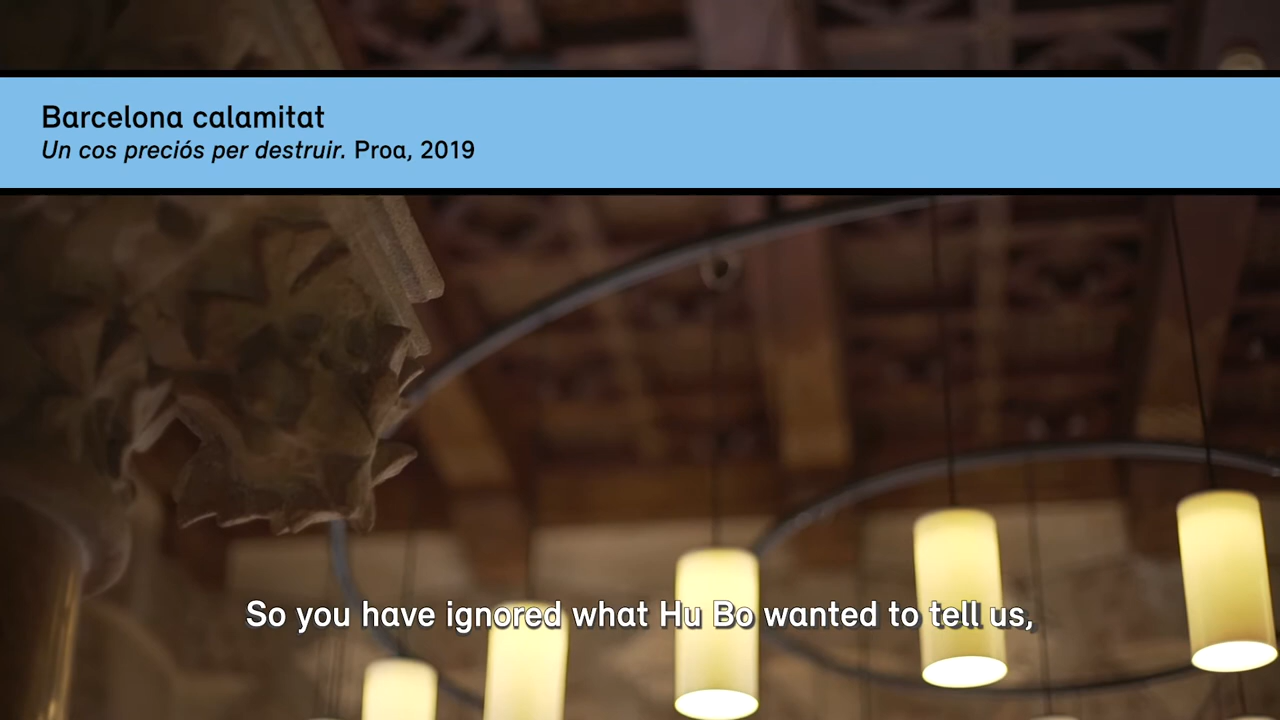 Barcelona calamitat
Un cos preciós per destruir. Proa, 2019
So you have ignored what Hu Bo wanted to tell us,